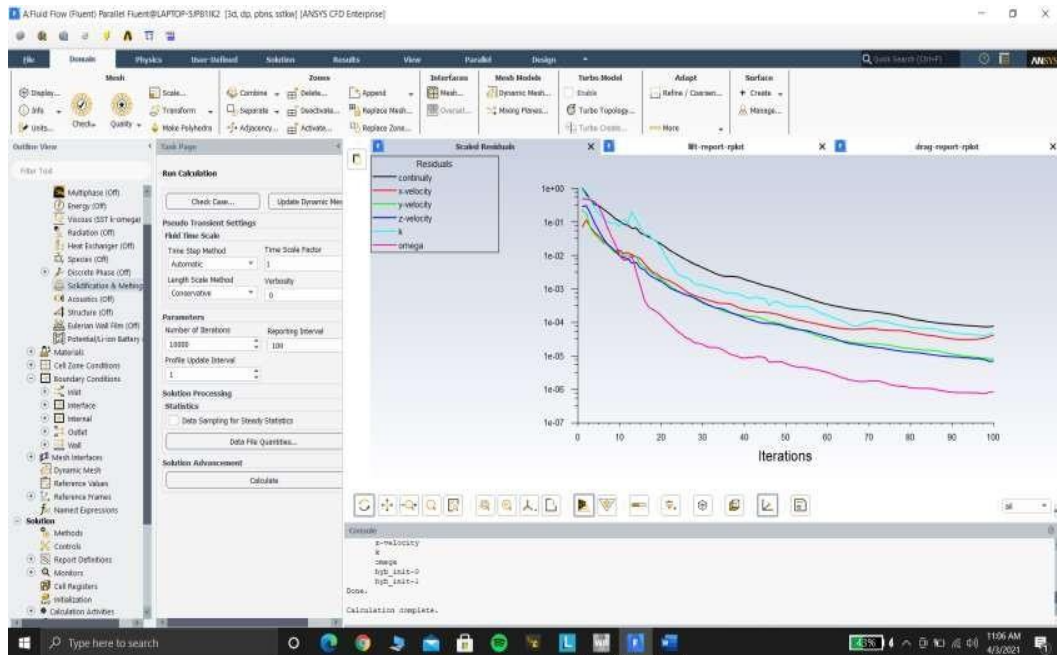 A:Fluid Flow (Fluent) Parallel Fluent@LAPTOP-SJPB1IK2 [3d, dp, pbns, sstkw] [ANSYS CFD Enterprise]
File Domain Physics User-Defined Solution Results View Parallel Design
Quick Search (Ctrl+F)
ANSYS
Mesh Zones Interfaces Mesh Models Turbo Model Adapt Surface
Display... Scale... Combine Delete... Append Mesh... Dynamic Mesh... Enable Refine / Coarsen... Create
Info Check Quality Transform Separate Deactivate... Replace Mesh... Overset... Mixing Planes... Turbo Topology... Manage...
Units... Make Polyhedra Adjacency... Activate... Replace Zone... Turbo Create... More
Outline View
Filter Text
Multiphase (Off)
Energy (Off)
Viscous (SST k-omega)
Radiation (Off)
Heat Exchanger (Off)
Species (Off)
Discrete Phase (Off)
Solidification & Melting
Acoustics (Off)
Structure (Off)
Eulerian Wall Film (Off)
Potential/Li-ion Battery
Materials
Cell Zone Conditions
Boundary Conditions
Inlet
Interface
Internal
Outlet
Wall
Mesh Interfaces
Dynamic Mesh
Reference Values
Reference Frames
Named Expressions
Solution
Methods
Controls
Report Definitions
Monitors
Cell Registers
Initialization
Calculation Activities
Task Page
Run Calculation
Check Case... Update Dynamic Mes
Pseudo Transient Settings
Fluid Time Scale
Time Step Method Time Scale Factor
Automatic 1
Length Scale Method Verbosity
Conservative 0
Parameters
Number of Iterations Reporting Interval
10000 100
Profile Update Interval
1
Solution Processing
Statistics
Data Sampling for Steady Statistics
Data File Quantities...
Solution Advancement
Calculate
Scaled Residuals lift-report-rplot drag-report-rplot
Residuals
continuity
x-velocity
y-velocity
z-velocity
k
omega
1e+00
1e-01
1e-02
1e-03
1e-04
1e-05
1e-06
1e-07
0 10 20 30 40 50 60 70 80 90 100
Iterations
all
Console
z-velocity
k
omega
hyb_init-0
hyb_init-1
Done.
Calculation complete.
Type here to search
43%
11:06 AM
4/3/2021